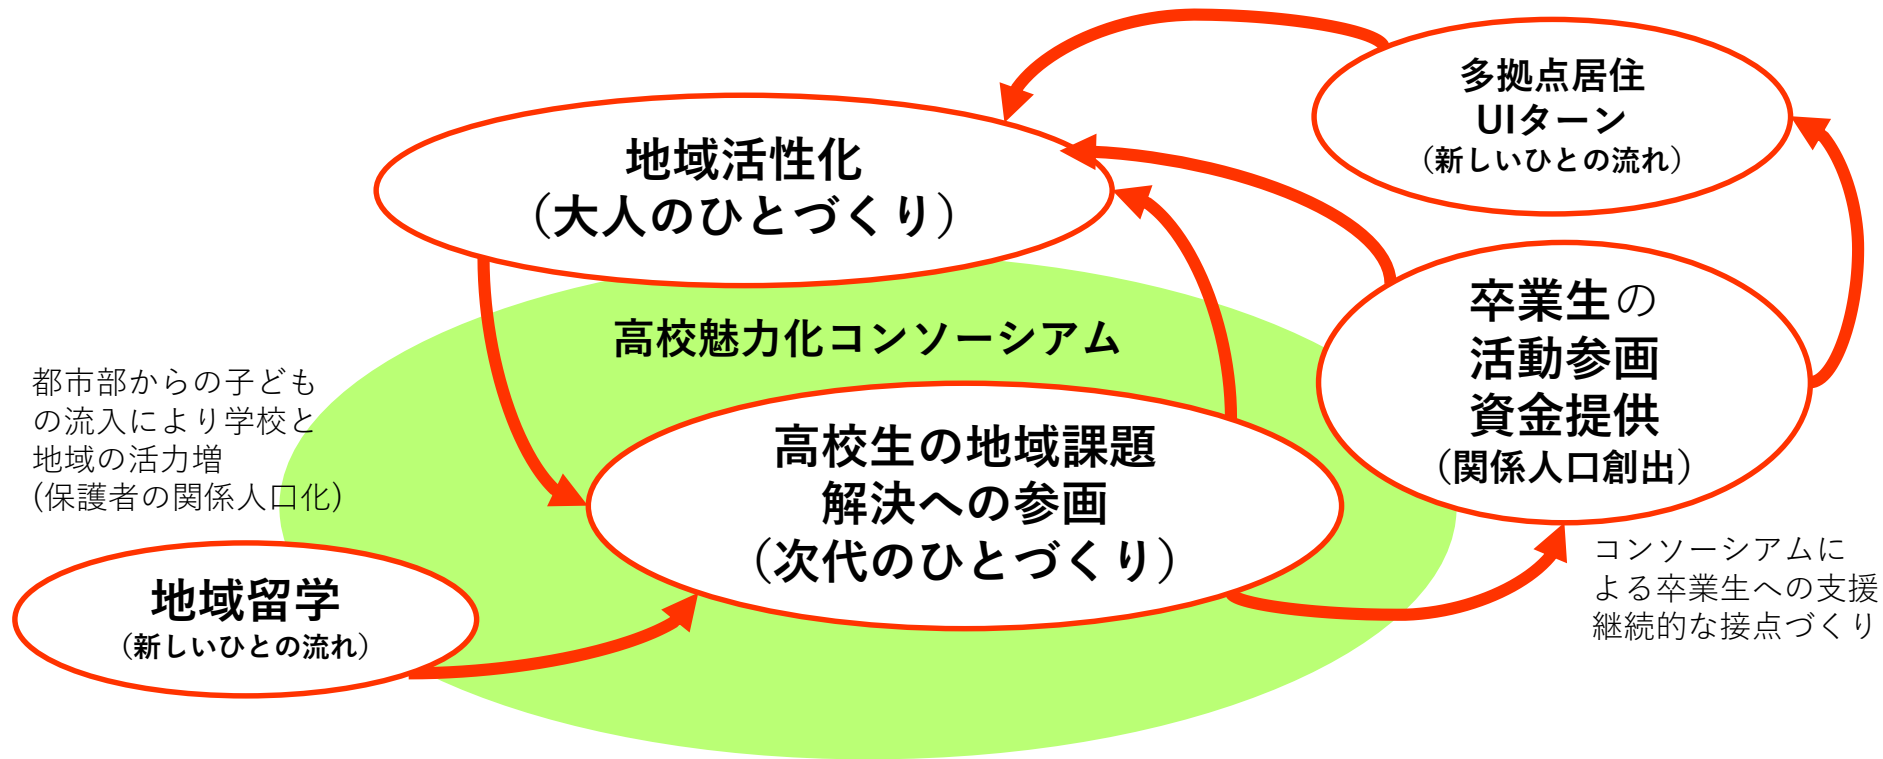 多拠点居住
UIターン
（新しいひとの流れ）
地域活性化
（大人のひとづくり）
卒業生の
活動参画
資金提供
（関係人口創出）
高校魅力化コンソーシアム
都市部からの子ども
の流入により学校と
地域の活力増
(保護者の関係人口化)
高校生の地域課題
解決への参画
（次代のひとづくり）
コンソーシアムに
よる卒業生への支援
継続的な接点づくり
地域留学
（新しいひとの流れ）